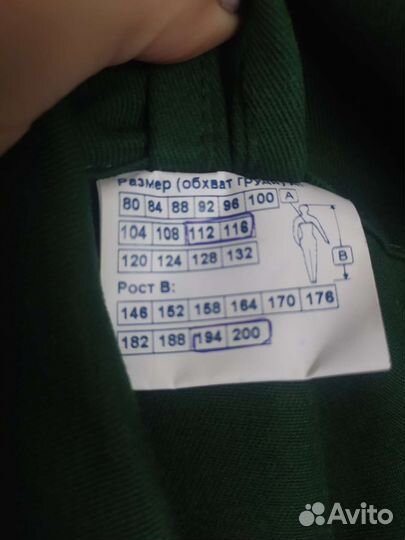 Размер (обхват груди)
80 84 88 92 96 100 A
104 108 112 116
120 124 128 132 B
Рост В:
146 152 158 164 170 176
182 188 194 200
Avito